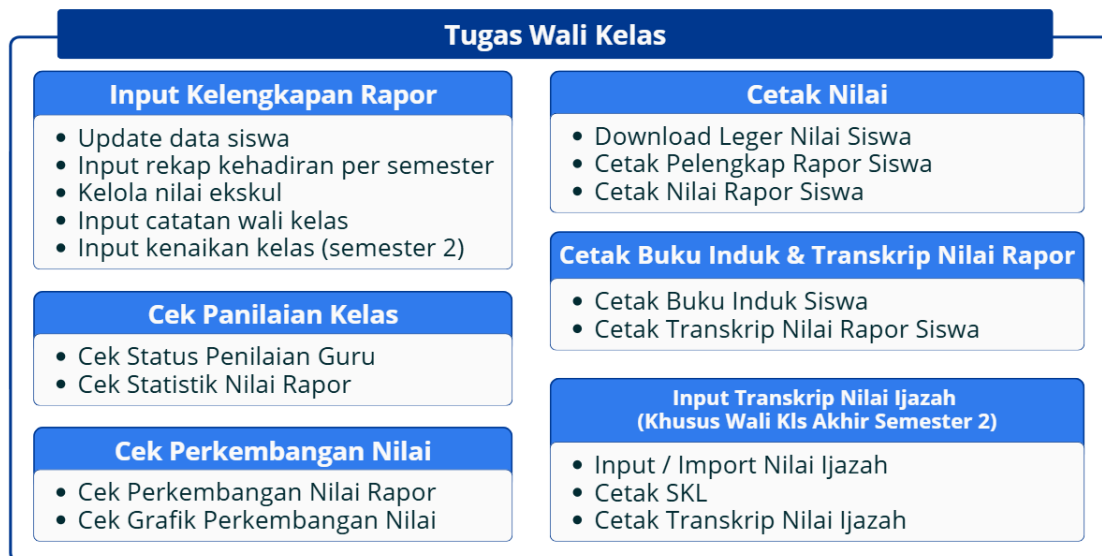 Tugas Wali Kelas
Input Kelengkapan Rapor
• Update data siswa
• Input rekap kehadiran per semester
• Kelola nilai ekskul
• Input catatan wali kelas
• Input kenaikan kelas (semester 2)
Cek Panilaian Kelas
• Cek Status Penilaian Guru
• Cek Statistik Nilai Rapor
Cek Perkembangan Nilai
• Cek Perkembangan Nilai Rapor
• Cek Grafik Perkembangan Nilai
Cetak Nilai
• Download Leger Nilai Siswa
• Cetak Pelengkap Rapor Siswa
• Cetak Nilai Rapor Siswa
Cetak Buku Induk & Transkrip Nilai Rapor
• Cetak Buku Induk Siswa
• Cetak Transkrip Nilai Rapor Siswa
Input Transkrip Nilai Ijazah
(Khusus Wali Kls Akhir Semester 2)
• Input / Import Nilai Ijazah
• Cetak SKL
• Cetak Transkrip Nilai Ijazah